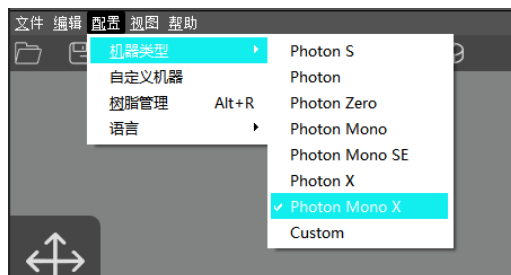 文件 编辑 配置 视图 帮助
机器类型
自定义机器
树脂管理 Alt+R
语言
Photon S
Photon
Photon Zero
Photon Mono
Photon Mono SE
Photon X
Photon Mono X
Custom